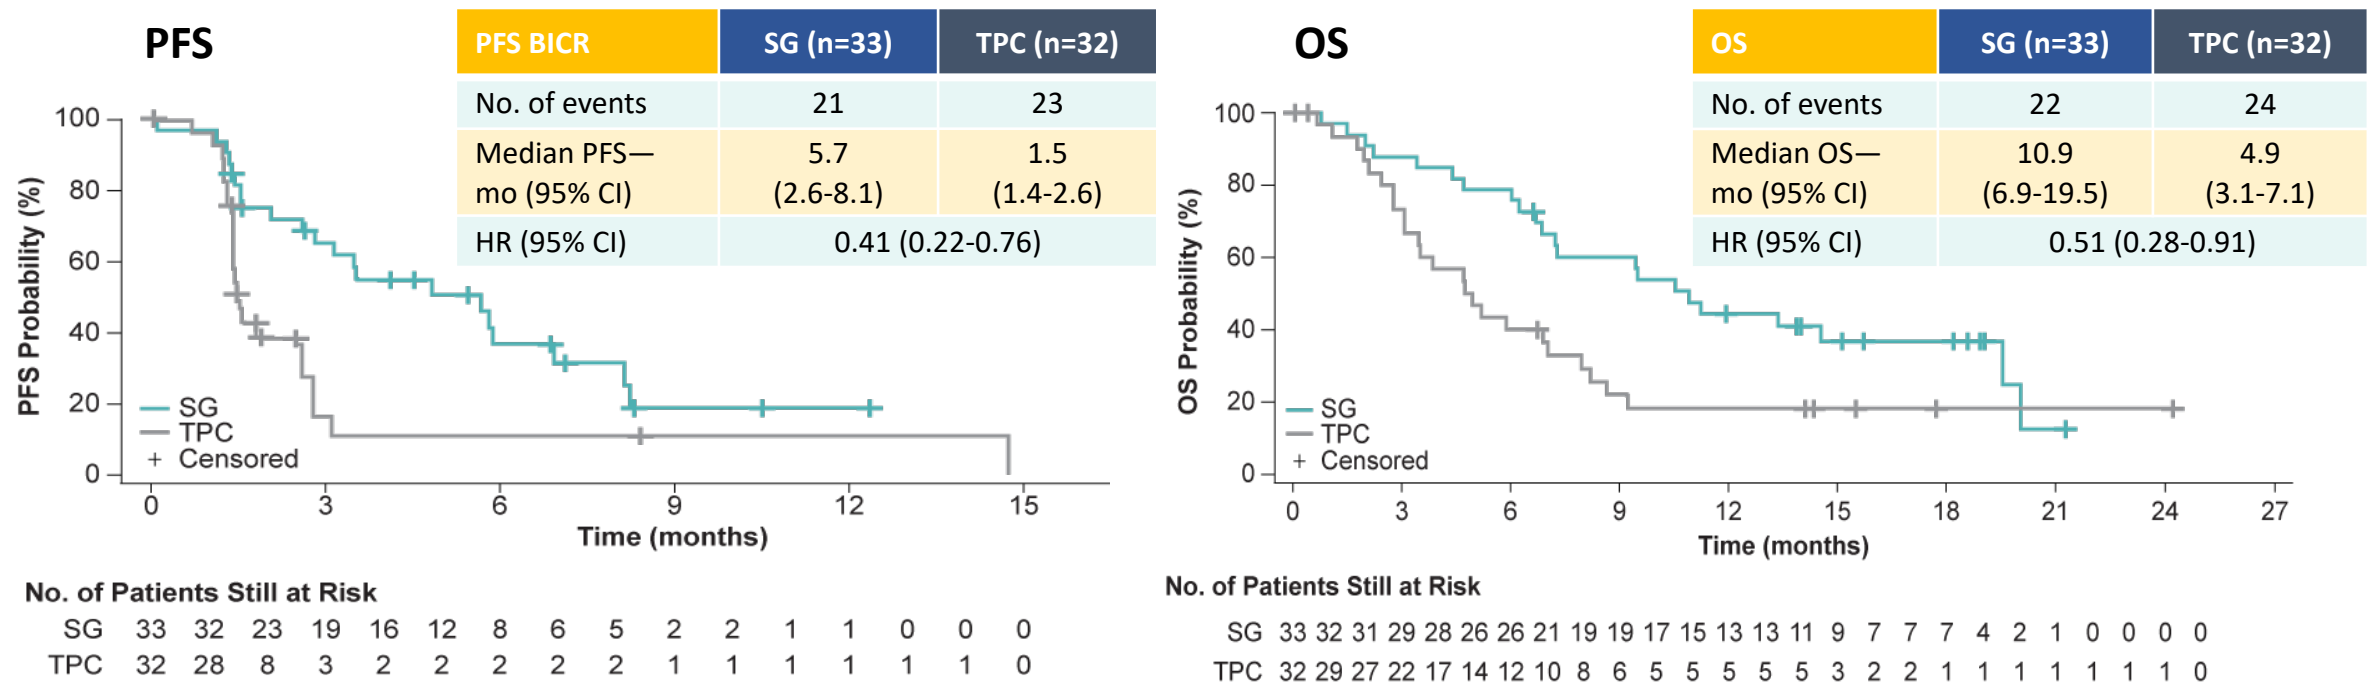 PFS
PFS BICR SG (n=33) TPC (n=32)
No. of events 21 23
Median PFS— 5.7 1.5
mo (95% CI) (2.6-8.1) (1.4-2.6)
HR (95% CI) 0.41 (0.22-0.76)
PFS Probability (%)
100
80
60
40
20
0
SG
TPC
+ Censored
0 3 6 9 12 15
Time (months)
No. of Patients Still at Risk
SG 33 32 23 19 16 12 8 6 5 2 2 1 1 0 0 0
TPC 32 28 8 3 2 2 2 2 2 1 1 1 1 1 1 0
OS
OS SG (n=33) TPC (n=32)
No. of events 22 24
Median OS— 10.9 4.9
mo (95% CI) (6.9-19.5) (3.1-7.1)
HR (95% CI) 0.51 (0.28-0.91)
OS Probability (%)
100
80
60
40
20
0
SG
TPC
+ Censored
0 3 6 9 12 15 18 21 24 27
Time (months)
No. of Patients Still at Risk
SG 33 32 31 29 28 26 26 21 19 19 17 15 13 13 11 9 7 7 7 4 2 1 0 0 0 0
TPC 32 29 27 22 17 14 12 10 8 6 5 5 5 5 5 3 2 2 1 1 1 1 1 1 1 0